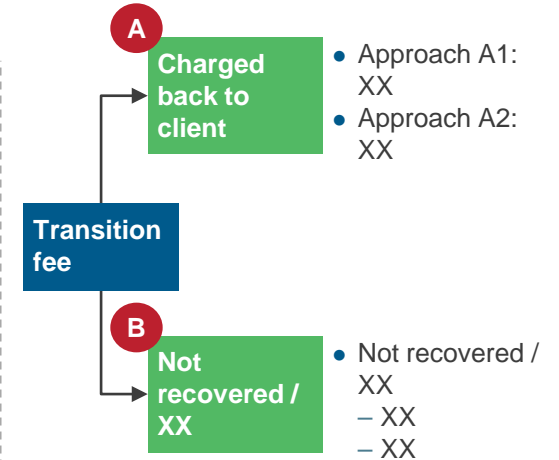 A
Charged
back to
client
● Approach A1:
XX
● Approach A2:
XX
Transition
fee
B
Not
recovered /
XX
● Not recovered /
XX
– XX
– XX